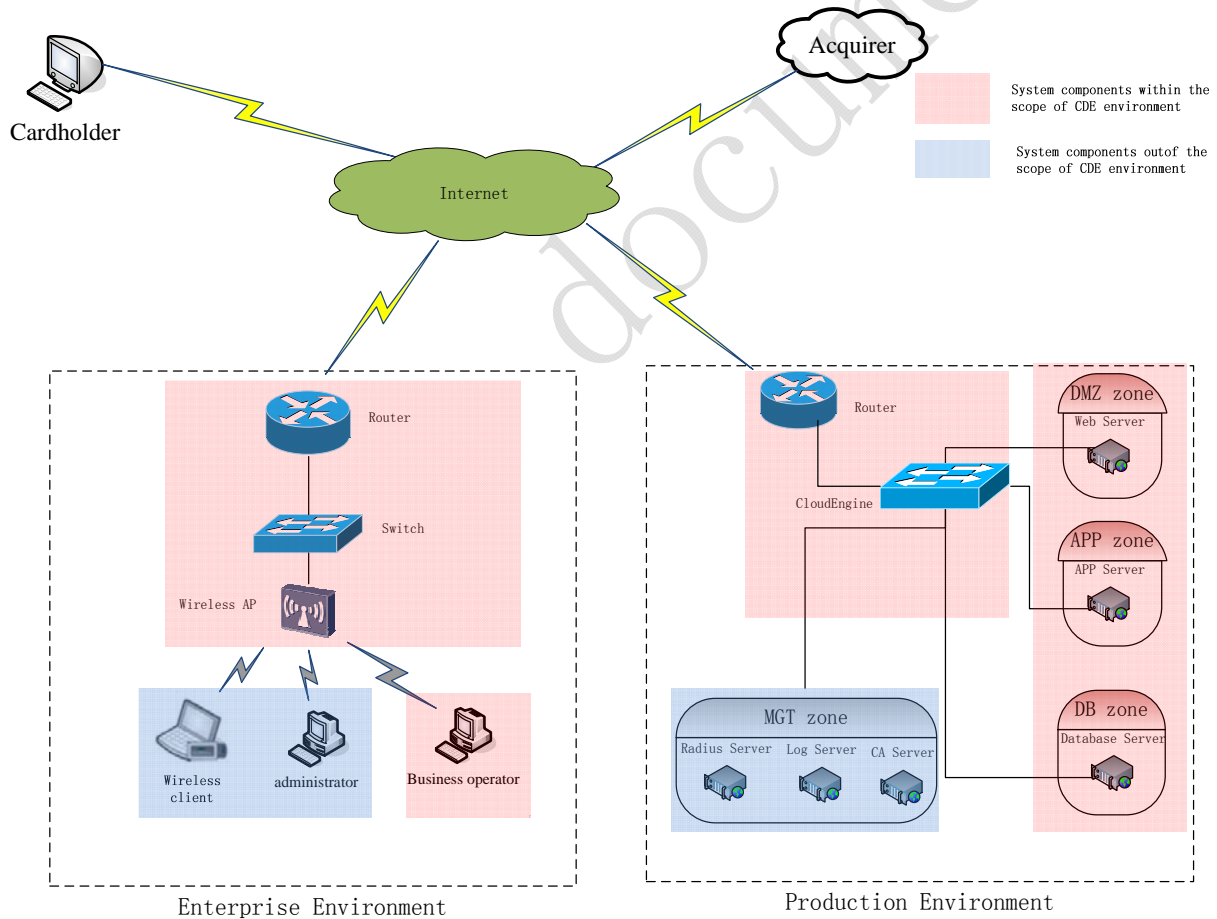 Acquirer
Cardholder
System components within the
scope of CDE environment
System components outof the
scope of CDE environment
Internet
documen
Router
Switch
Wireless AP
Wireless
client
administrator
Business operator
Enterprise Environment
Router
CloudEngine
DMZ zone
Web Server
APP zone
APP Server
MGT zone
Radius Server
Log Server
CA Server
DB zone
Database Server
Production Environment